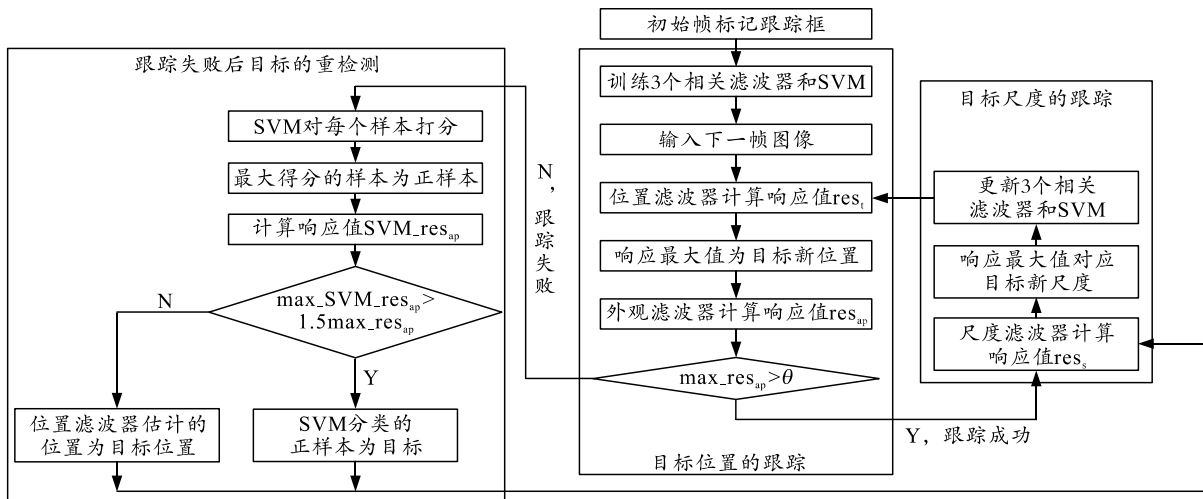 初始帧标记跟踪框
训练3个相关滤波器和SVM
输入下一帧图像
位置滤波器计算响应值resₜ
响应最大值为目标新位置
外观滤波器计算响应值res_ap
max_res_ap>θ
目标位置的跟踪
N，跟踪失败
Y，跟踪成功
跟踪失败后目标的重检测
SVM对每个样本打分
最大得分的样本为正样本
计算响应值SVM_res_ap
max_SVM_res_ap>
1.5max_res_ap
N
Y
位置滤波器估计的
位置为目标位置
SVM分类的
正样本为目标
目标尺度的跟踪
更新3个相关
滤波器和SVM
响应最大值对应
目标新尺度
尺度滤波器计算
响应值resₛ